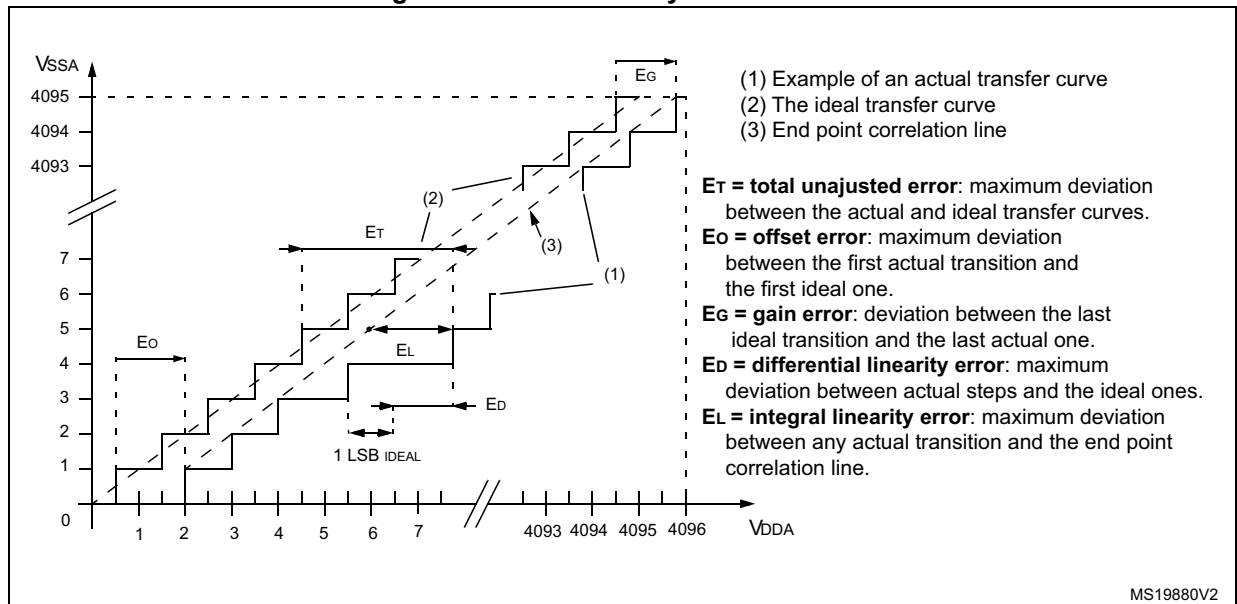 VSSA
EG
4095
4094
4093
7
6
5
4
3
2
1
0
(2)
ET
(3)
(1)
EO
EL
ED
1 LSB IDEAL
1 2 3 4 5 6 7 4093 4094 4095 4096 VDDA
(1) Example of an actual transfer curve
(2) The ideal transfer curve
(3) End point correlation line
ET = total unajusted error: maximum deviation
between the actual and ideal transfer curves.
EO = offset error: maximum deviation
between the first actual transition and
the first ideal one.
EG = gain error: deviation between the last
ideal transition and the last actual one.
ED = differential linearity error: maximum
deviation between actual steps and the ideal ones.
EL = integral linearity error: maximum deviation
between any actual transition and the end point
correlation line.
MS19880V2